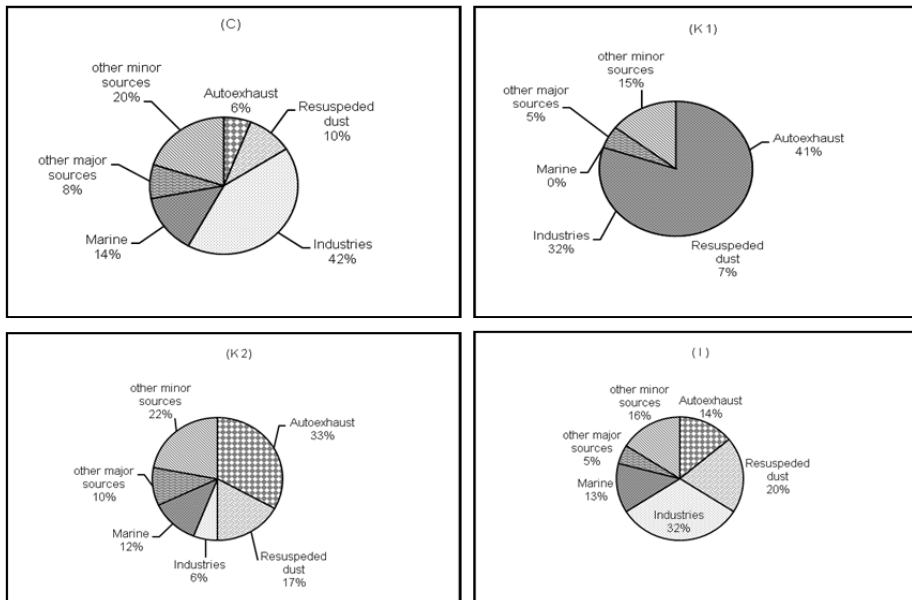 (C)
other minor
sources
20%
Autoexhaust
6%
Resuspeded
dust
10%
other major
sources
8%
Marine
14%
Industries
42%
(K1)
other minor
sources
15%
other major
sources
5%
Autoexhaust
41%
Marine
0%
Industries
32%
Resuspeded
dust
7%
(K2)
other minor
sources
22%
Autoexhaust
33%
other major
sources
10%
Marine
12%
Industries
6%
Resuspeded
dust
17%
(I)
other minor
sources
16%
Autoexhaust
14%
other major
sources
5%
Resuspeded
dust
20%
Marine
13%
Industries
32%